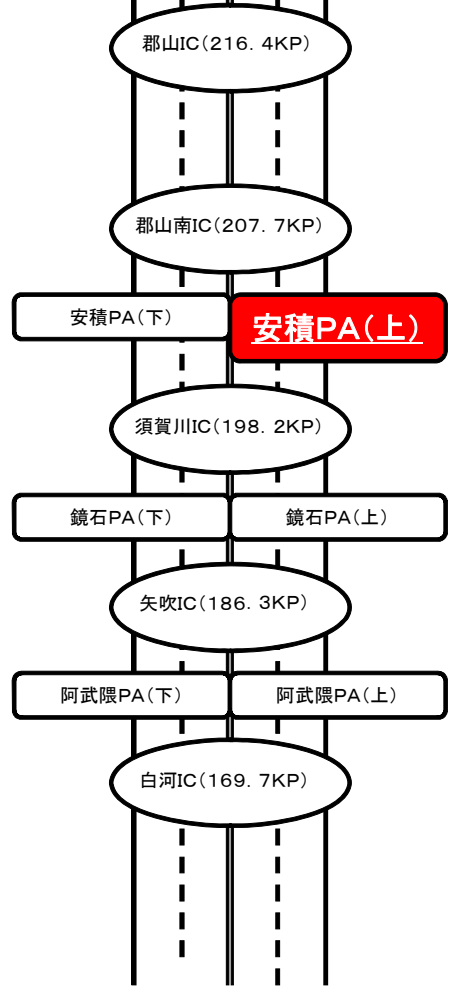 郡山IC（216．4KP）
郡山南IC（207．7KP）
安積PA（下）
安積PA（上）
須賀川IC（198．2KP）
鏡石PA（下）
鏡石PA（上）
矢吹IC（186．3KP）
阿武隈PA（下）
阿武隈PA（上）
白河IC（169．7KP）